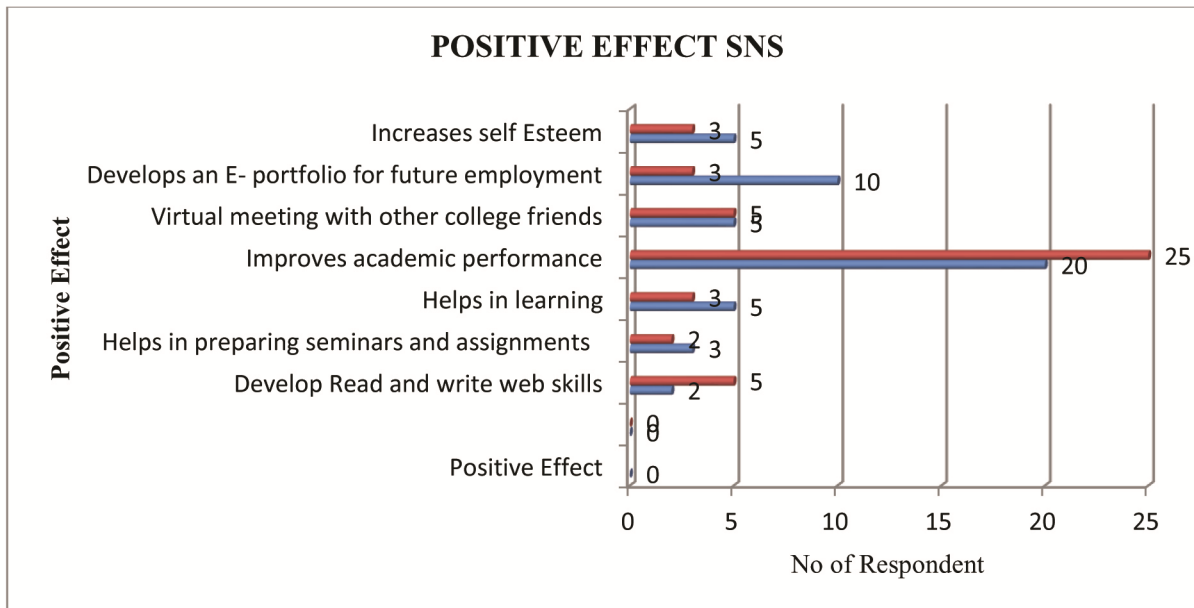 POSITIVE EFFECT SNS
Positive Effect
Increases self Esteem
3
5
Develops an E- portfolio for future employment
3
10
Virtual meeting with other college friends
5
5
Improves academic performance
25
20
Helps in learning
3
5
Helps in preparing seminars and assignments
2
3
Develop Read and write web skills
5
2
0
0
Positive Effect
0
0 5 10 15 20 25
No of Respondent